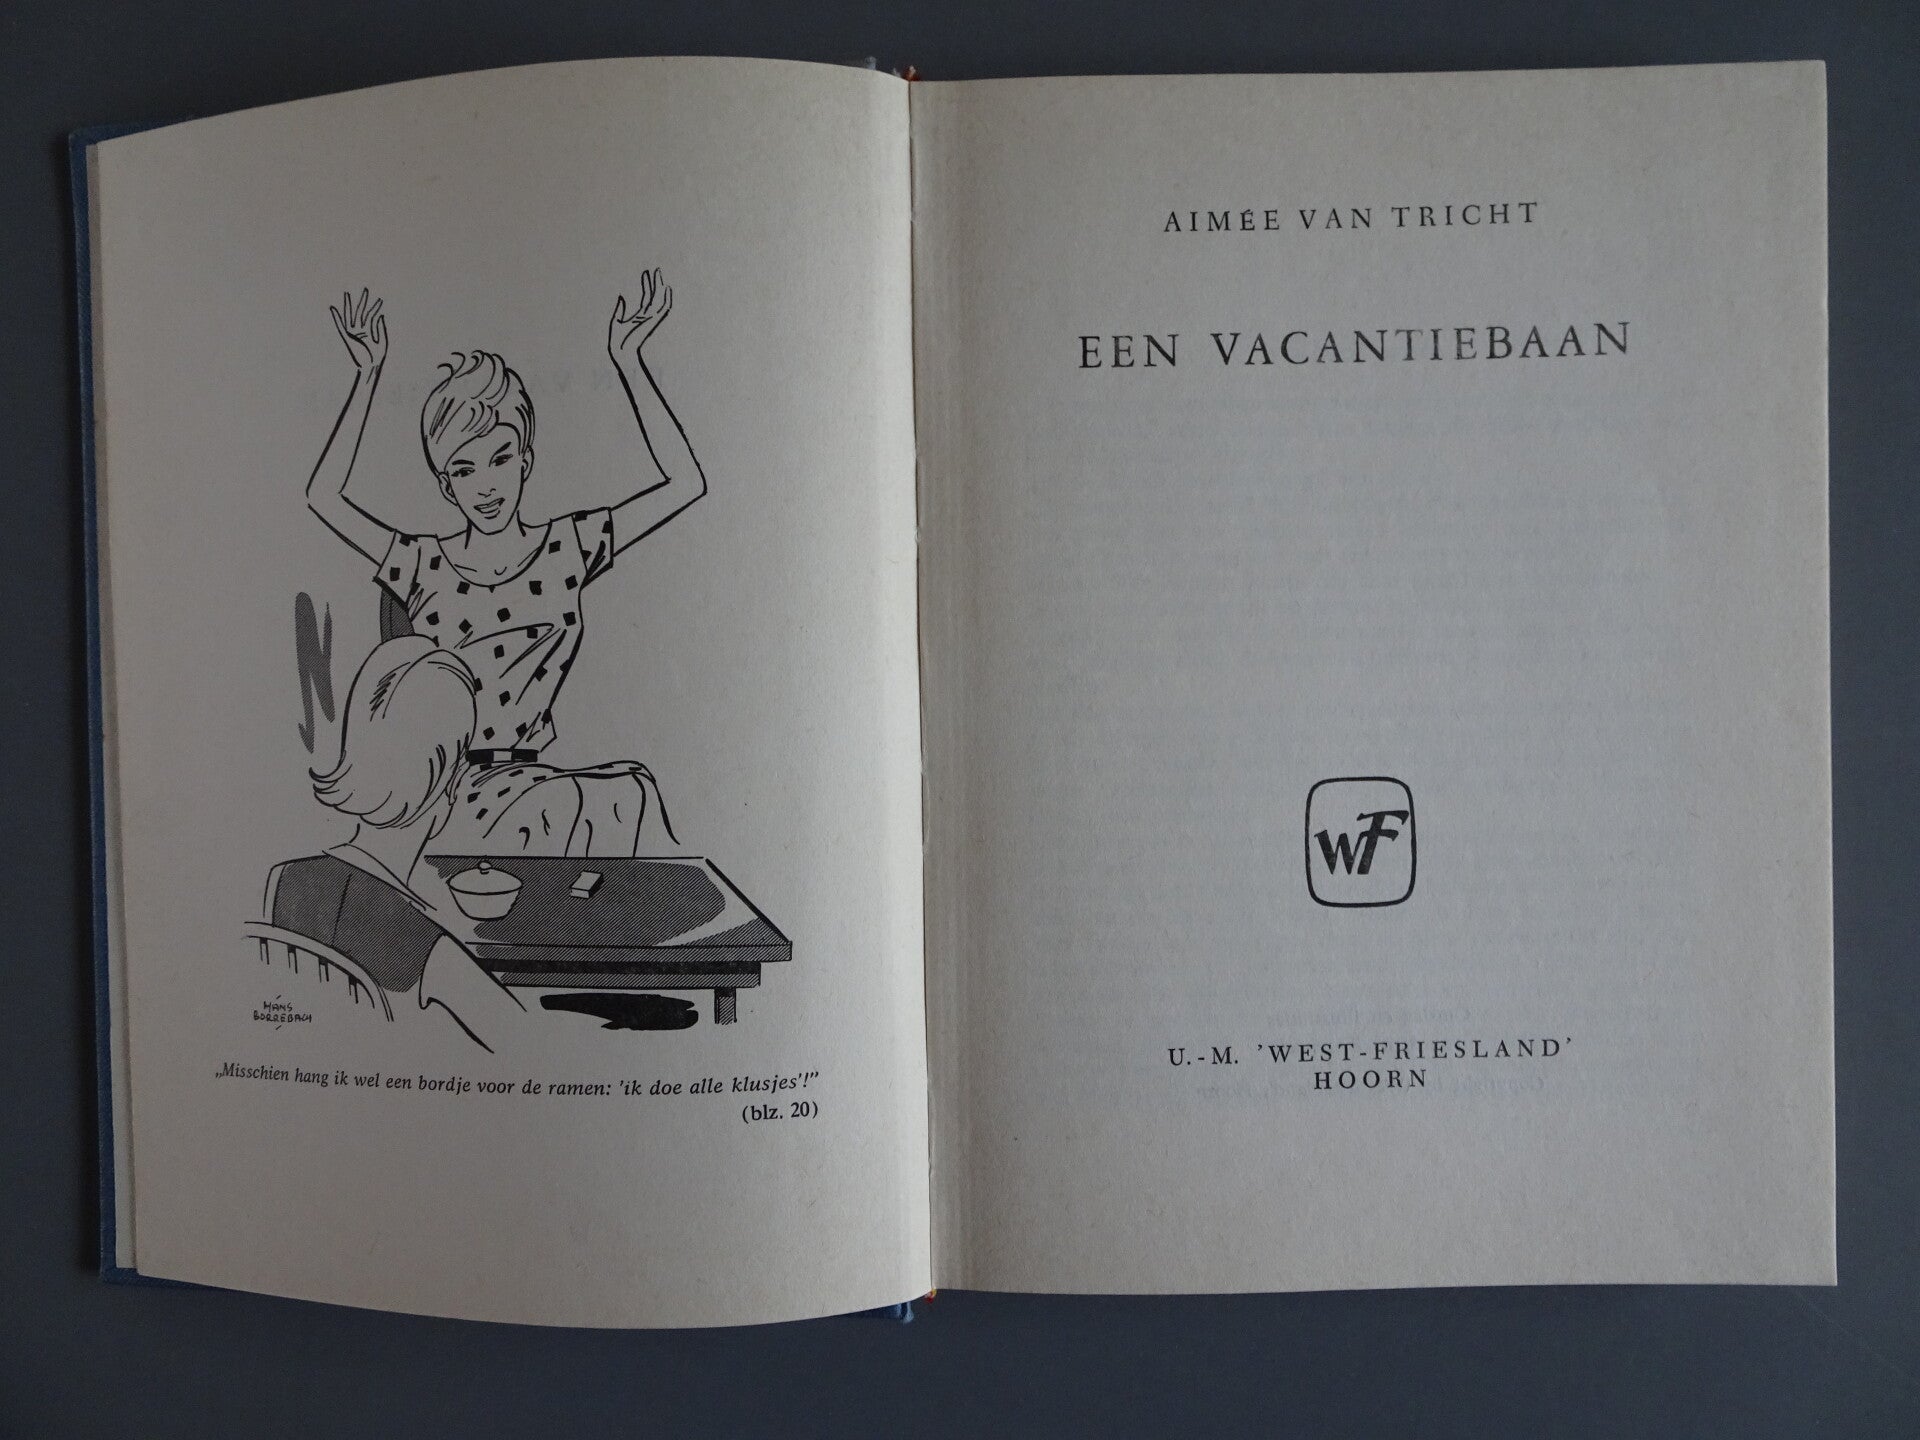 HANS
BORREBACH
„Misschien hang ik wel een bordje voor de ramen: 'ik doe alle klusjes'!”
(blz. 20)
AIMÉE VAN TRICHT
EEN VACANTIEBAAN
WF
U.-M. 'WEST-FRIESLAND'
HOORN